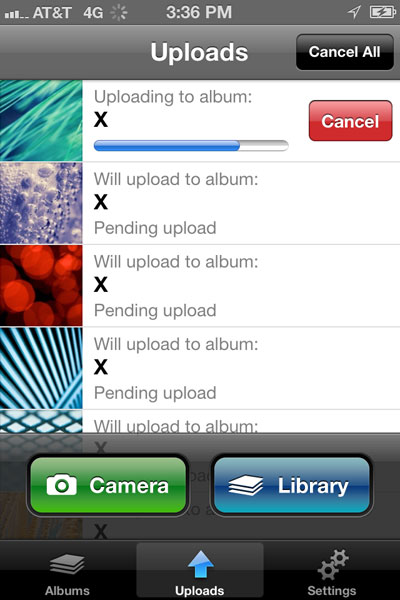 AT&T 4G 3:36 PM
Uploads
Cancel All
Uploading to album:
X
Cancel
Will upload to album:
X
Pending upload
Will upload to album:
X
Pending upload
Will upload to album:
X
Pending upload
Will upload to album:
X
Camera
Library
X
Albums
Uploads
Settings